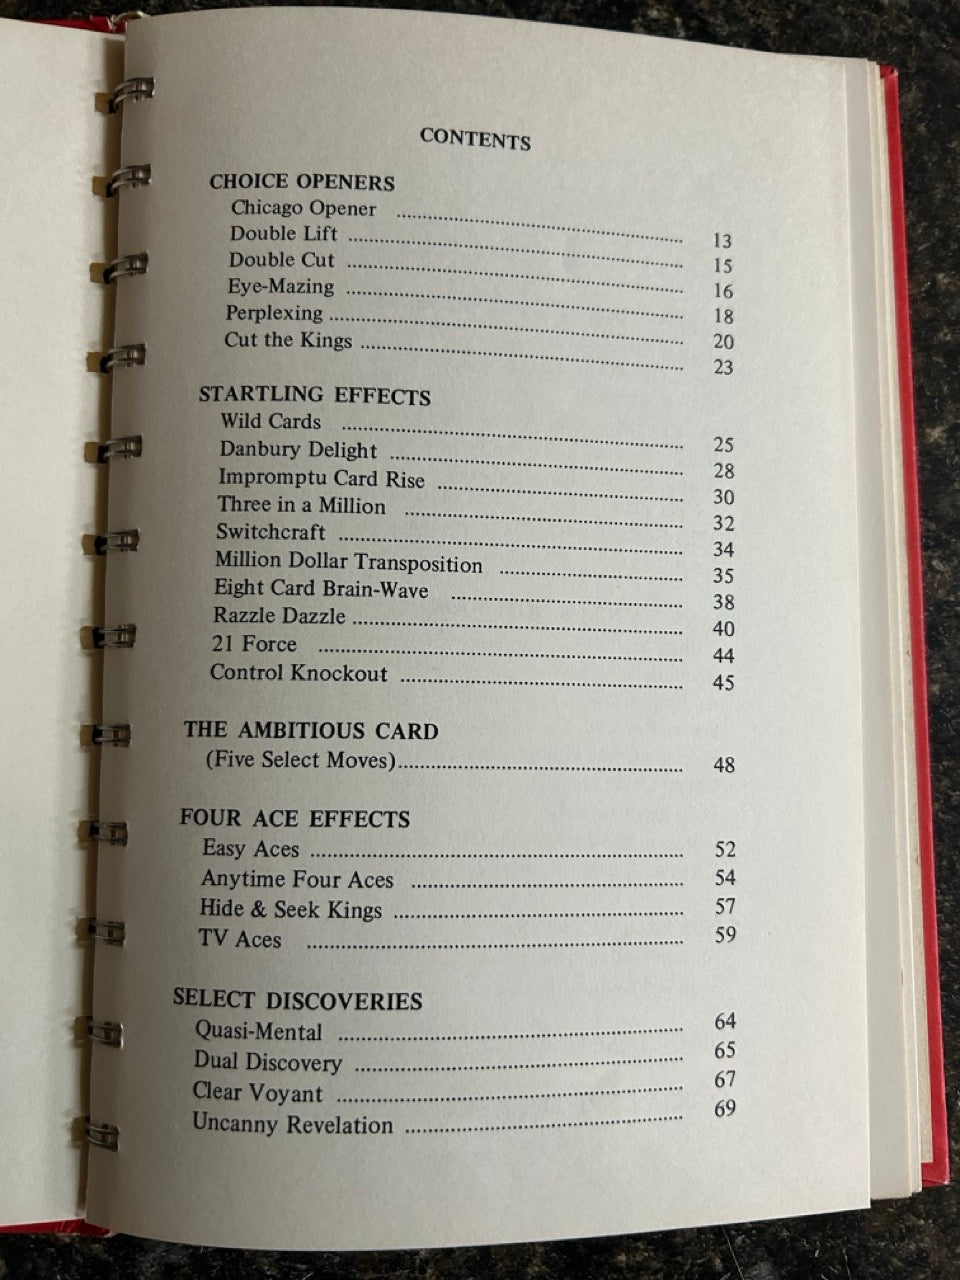 CONTENTS
CHOICE OPENERS
Chicago Opener ........ 13
Double Lift ........ 15
Double Cut ........ 16
Eye-Mazing ........ 18
Perplexing ........ 20
Cut the Kings ........ 23
STARTLING EFFECTS
Wild Cards ........ 25
Danbury Delight ........ 28
Impromptu Card Rise ........ 30
Three in a Million ........ 32
Switchcraft ........ 34
Million Dollar Transposition ........ 35
Eight Card Brain-Wave ........ 38
Razzle Dazzle ........ 40
21 Force ........ 44
Control Knockout ........ 45
THE AMBITIOUS CARD
(Five Select Moves)........ 48
FOUR ACE EFFECTS
Easy Aces ........ 52
Anytime Four Aces ........ 54
Hide & Seek Kings ........ 57
TV Aces ........ 59
SELECT DISCOVERIES
Quasi-Mental ........ 64
Dual Discovery ........ 65
Clear Voyant ........ 67
Uncanny Revelation ........ 69